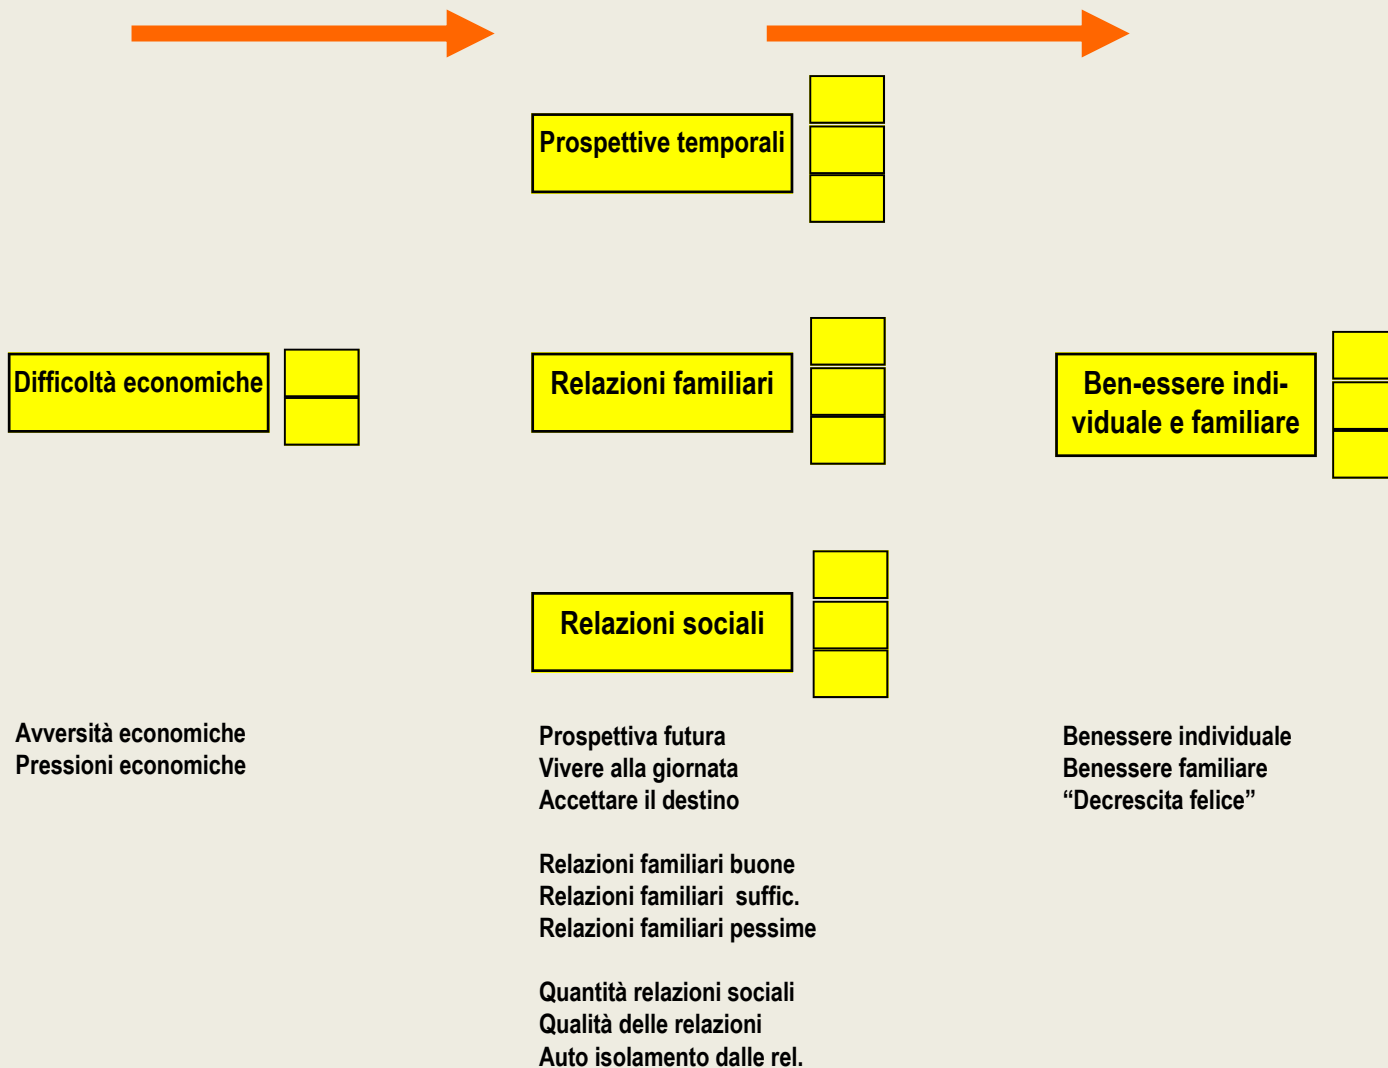 Prospettive temporali
Difficoltà economiche
Relazioni familiari
Ben-essere indi-
viduale e familiare
Relazioni sociali
Avversità economiche
Pressioni economiche
Prospettiva futura
Vivere alla giornata
Accettare il destino
Relazioni familiari buone
Relazioni familiari  suffic.
Relazioni familiari pessime
Quantità relazioni sociali
Qualità delle relazioni
Auto isolamento dalle rel.
Benessere individuale
Benessere familiare
“Decrescita felice”